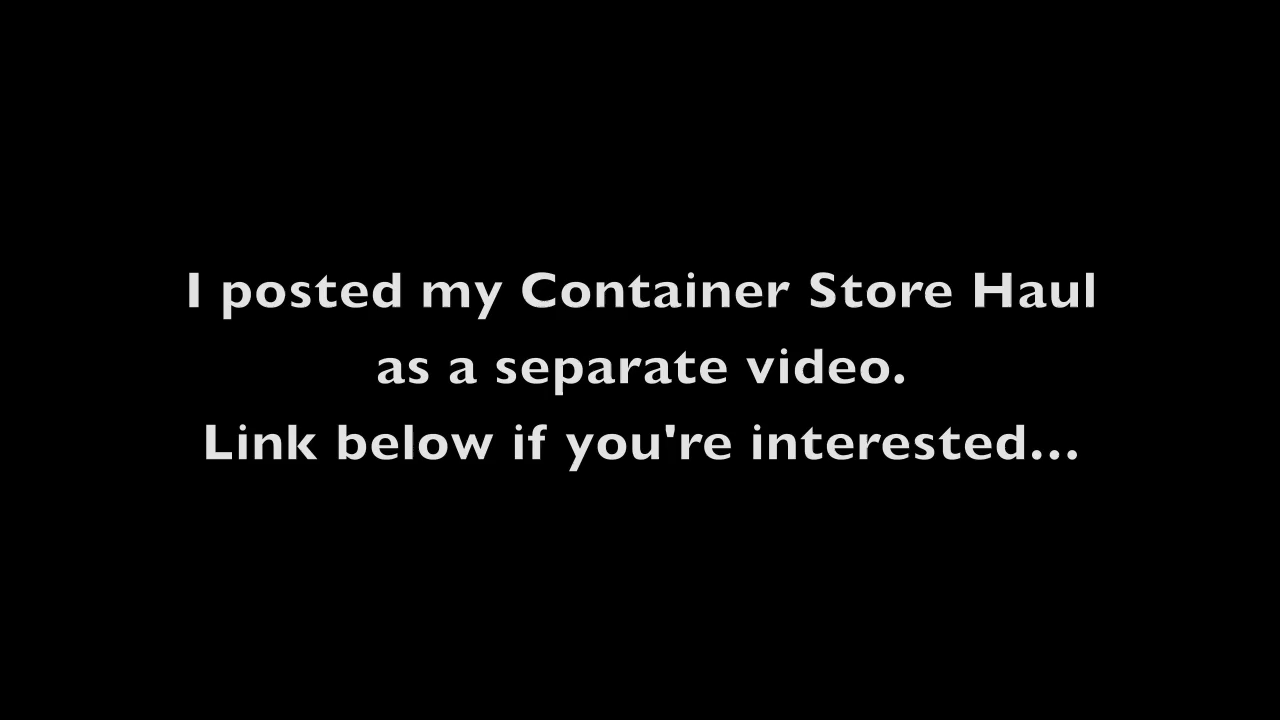 I posted my Container Store Haul
as a separate video.
Link below if you're interested...